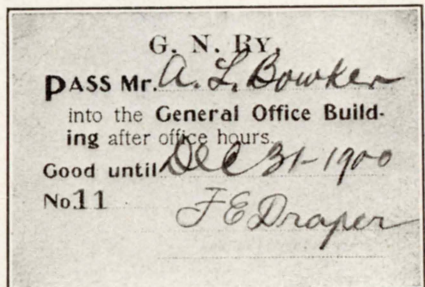 G. N. RY.
PASS Mr. A. L. Bowker
into the General Office Build-
ing after office hours
Good until Dec 31-1900
No. 11
F E Draper